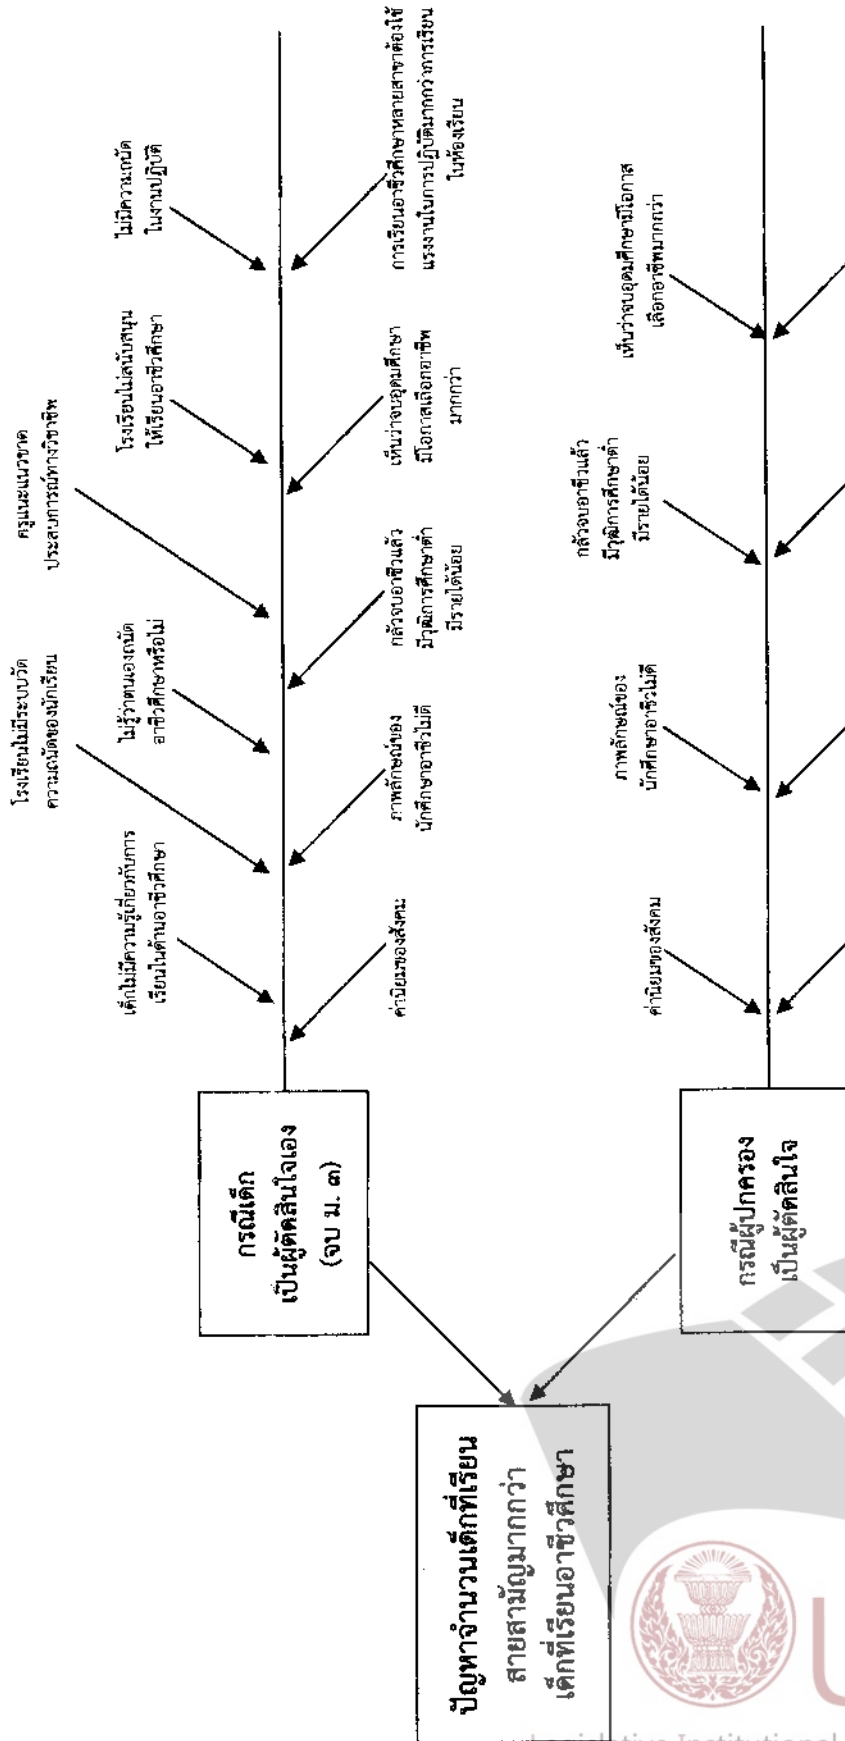 ปัญหาจำนวนเด็กที่เรียน
สายสามัญมากกว่า
เด็กที่เรียนอาชีวศึกษา
กรณีเด็ก
เป็นผู้ตัดสินใจเอง
(จบ ม. ๓)
เด็กไม่มีความรู้เกี่ยวกับการ
เรียนในด้านอาชีวศึกษา
โรงเรียนไม่มีระบบวัด
ความถนัดของนักเรียน
ไม่รู้ว่าตนเองถนัด
อาชีวศึกษาหรือไม่
ครูแนะแนวขาด
ประสบการณ์ทางวิชาชีพ
โรงเรียนไม่สนับสนุน
ให้เรียนอาชีวศึกษา
ไม่มีความถนัด
ในงานปฏิบัติ
ค่านิยมของสังคม
ภาพลักษณ์ของ
นักศึกษาอาชีวไม่ดี
กลัวจบอาชีวแล้ว
มีวุฒิการศึกษาต่ำ
มีรายได้น้อย
เห็นว่าจบอุดมศึกษา
มีโอกาสเลือกอาชีพ
มากกว่า
การเรียนอาชีวศึกษาหลายสาขาต้องใช้
แรงงานในการปฏิบัติมากกว่าการเรียน
ในห้องเรียน
กรณีผู้ปกครอง
เป็นผู้ตัดสินใจ
ค่านิยมของสังคม
ภาพลักษณ์ของ
นักศึกษาอาชีวไม่ดี
กลัวจบอาชีวแล้ว
มีวุฒิการศึกษาต่ำ
มีรายได้น้อย
เห็นว่าจบอุดมศึกษามีโอกาส
เลือกอาชีพมากกว่า